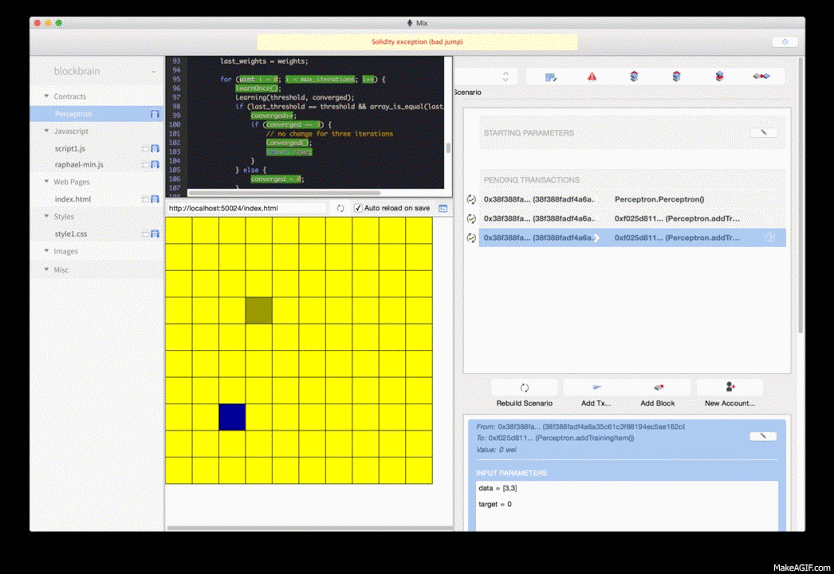 Mix
Solidity exception (bad jump)
blockbrain
Contracts
Perceptron
Javascript
script1.js
raphael-min.js
Web Pages
index.html
Styles
style1.css
Images
Misc
93 last_weights = weights;
94
95 for (uint i = 0; i < max_iterations; i++) {
96 learnOnce();
97 Learning(threshold, converged);
98 if (last_threshold == threshold && array_is_equal(last_
99 converged++;
100 if (converged == 3) {
101 // no change for three iterations
102 Converged();
103
104 }
105 } else {
106 converged = 0;
107 }
http://localhost:50024/index.html
Auto reload on save
Scenario
STARTING PARAMETERS
PENDING TRANSACTIONS
0x38f388fa... (38f388fadf4a6a. Perceptron.Perceptron()
0x38f388fa... (38f388fadf4a6a. 0xf025d811... (Perceptron.addTr...
0x38f388fa... (38f388fadf4a6a. 0xf025d811... (Perceptron.addTr...
Rebuild Scenario
Add Tx...
Add Block
New Account...
From: 0x38f388fa... (38f388fadf4a6a35c61c3f88194ec5ae162cf
To: 0xf025d811... (Perceptron.addTrainingItem())
Value: 0 wei
INPUT PARAMETERS
data = [3,3]
target = 0
MakeAGIF.com